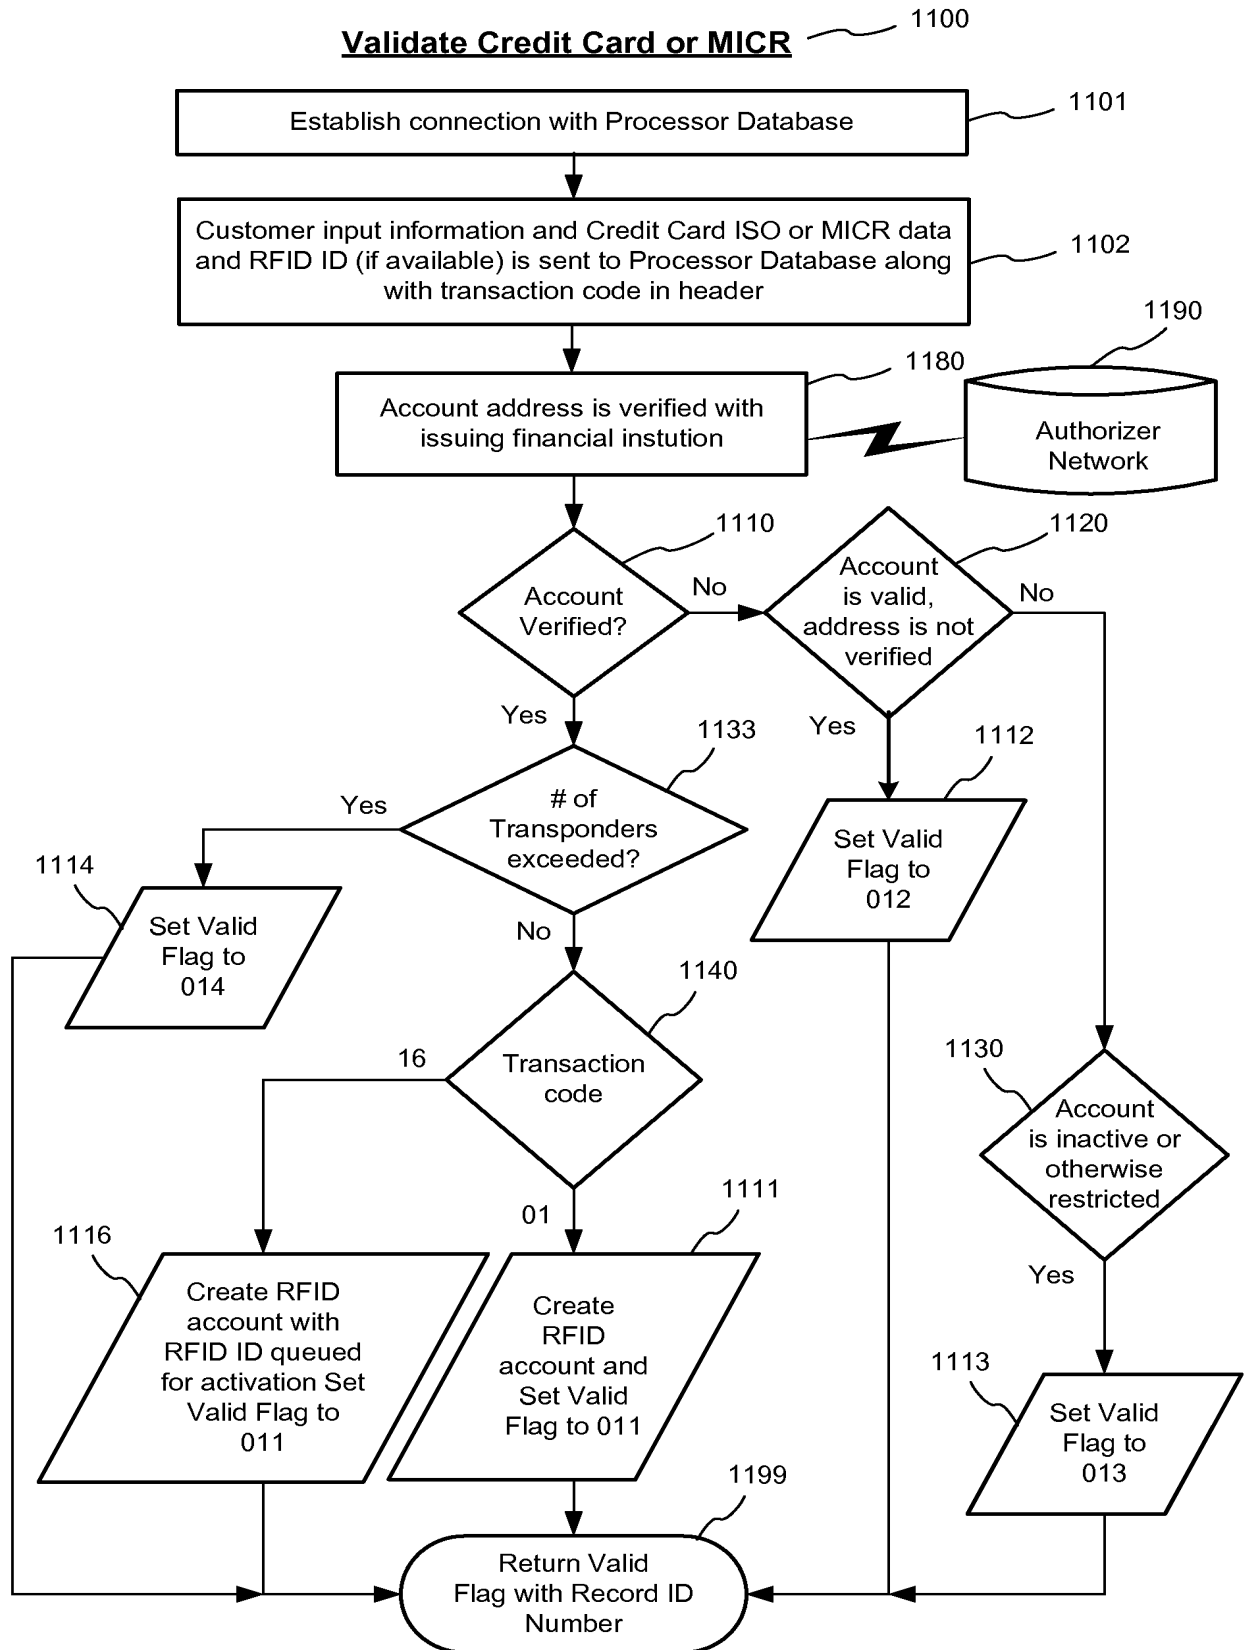 Validate Credit Card or MICR
1100
Establish connection with Processor Database
1101
Customer input information and Credit Card ISO or MICR data
and RFID ID (if available) is sent to Processor Database along
with transaction code in header
1102
1190
1180
Account address is verified with
issuing financial instution
Authorizer
Network
1110
1120
Account
Verified?
No
Account
is valid,
address is not
verified
No
Yes
Yes
1133
1112
# of
Transponders
exceeded?
Yes
Set Valid
Flag to
012
1114
Set Valid
Flag to
014
No
1140
16
Transaction
code
1130
Account
is inactive or
otherwise
restricted
01
1111
1116
Yes
Create RFID
account with
RFID ID queued
for activation Set
Valid Flag to
011
Create
RFID
account and
Set Valid
Flag to 011
1113
Set Valid
Flag to
013
1199
Return Valid
Flag with Record ID
Number